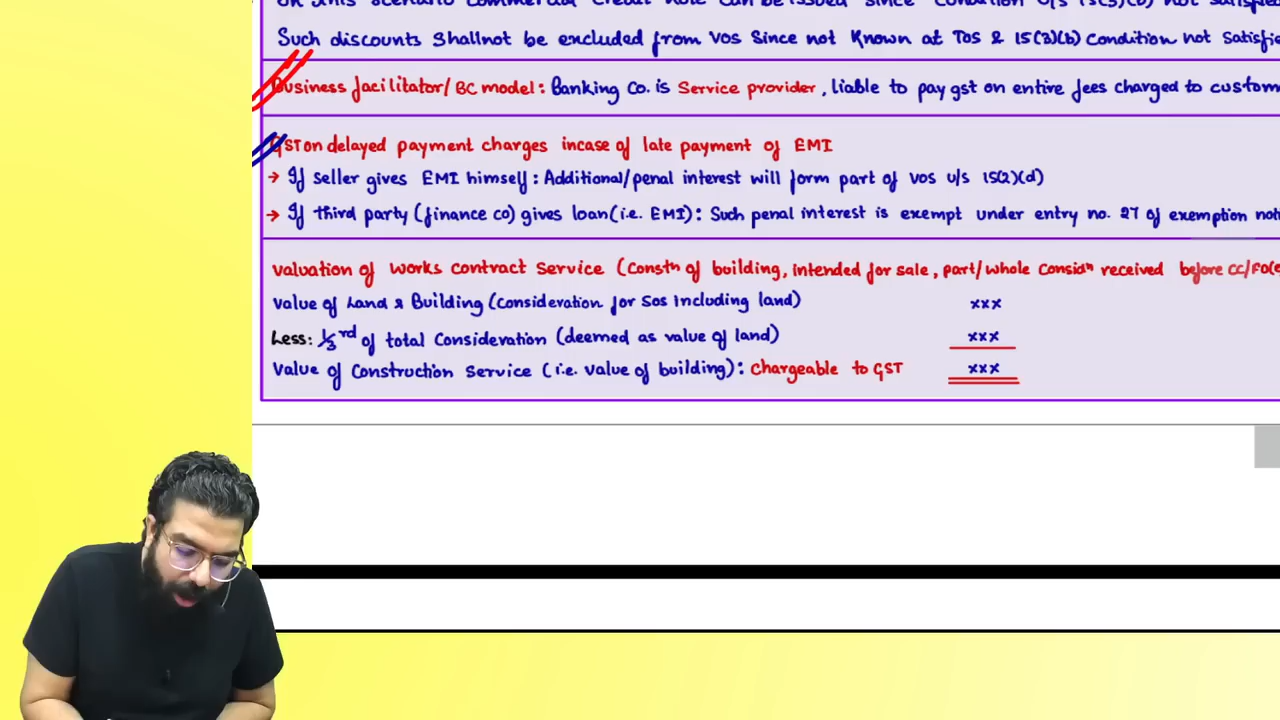 Such discounts Shallnot be excluded from VOS Since not Known at TOS & 15(3)(b) Condition not
Business facilitator/BC model: Banking Co. is Service provider, liable to pay gst on entire fees charged to
GST on delayed payment charges incase of late payment of EMI
→ If seller gives EMI himself: Additional/penal interest will form part of VOS U/S 15(2)(d)
→ If third party (finance co) gives loan (i.e. EMI): Such penal interest is exempt under entry no. 27 of exemption
Valuation of Works Contract Service (Constⁿ of building, intended for sale, part/whole Considⁿ received before CC/FO
Value of Land & Building (Consideration for SOS Including land) xxx
Less: 1/3rd of total Consideration (deemed as value of land) xxx
Value of Construction Service (i.e. value of building): Chargeable to GST xxx